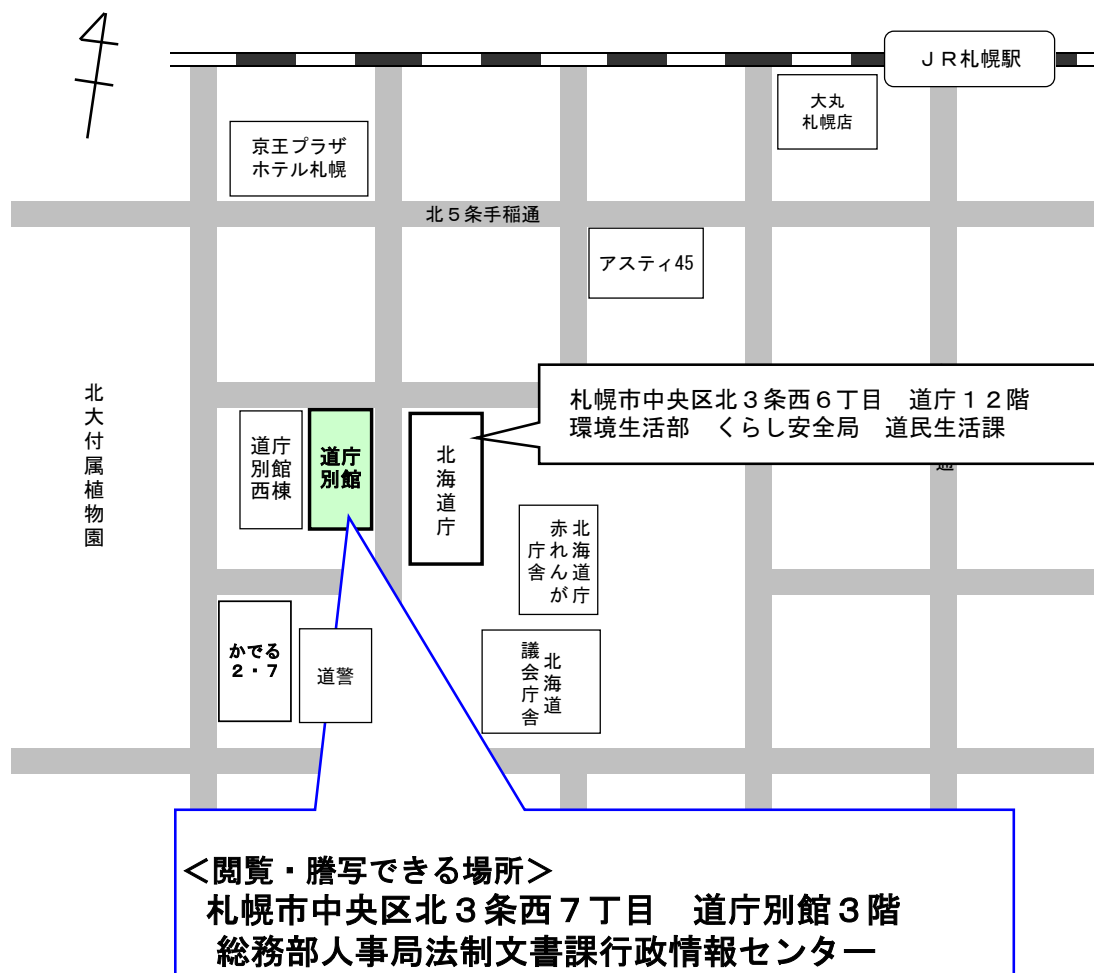 ＪＲ札幌駅
大丸
札幌店
京王プラザ
ホテル札幌
北５条手稲通
アスティ45
札幌市中央区北３条西６丁目　道庁１２階
環境生活部　くらし安全局　道民生活課
通
北大付属植物園
道庁
別館
西棟
道庁
別館
北海道庁
北海道庁
赤れんが
庁舎
かでる
２・７
道警
北海道
議会庁舎
＜閲覧・謄写できる場所＞
札幌市中央区北３条西７丁目　道庁別館３階
総務部人事局法制文書課行政情報センター